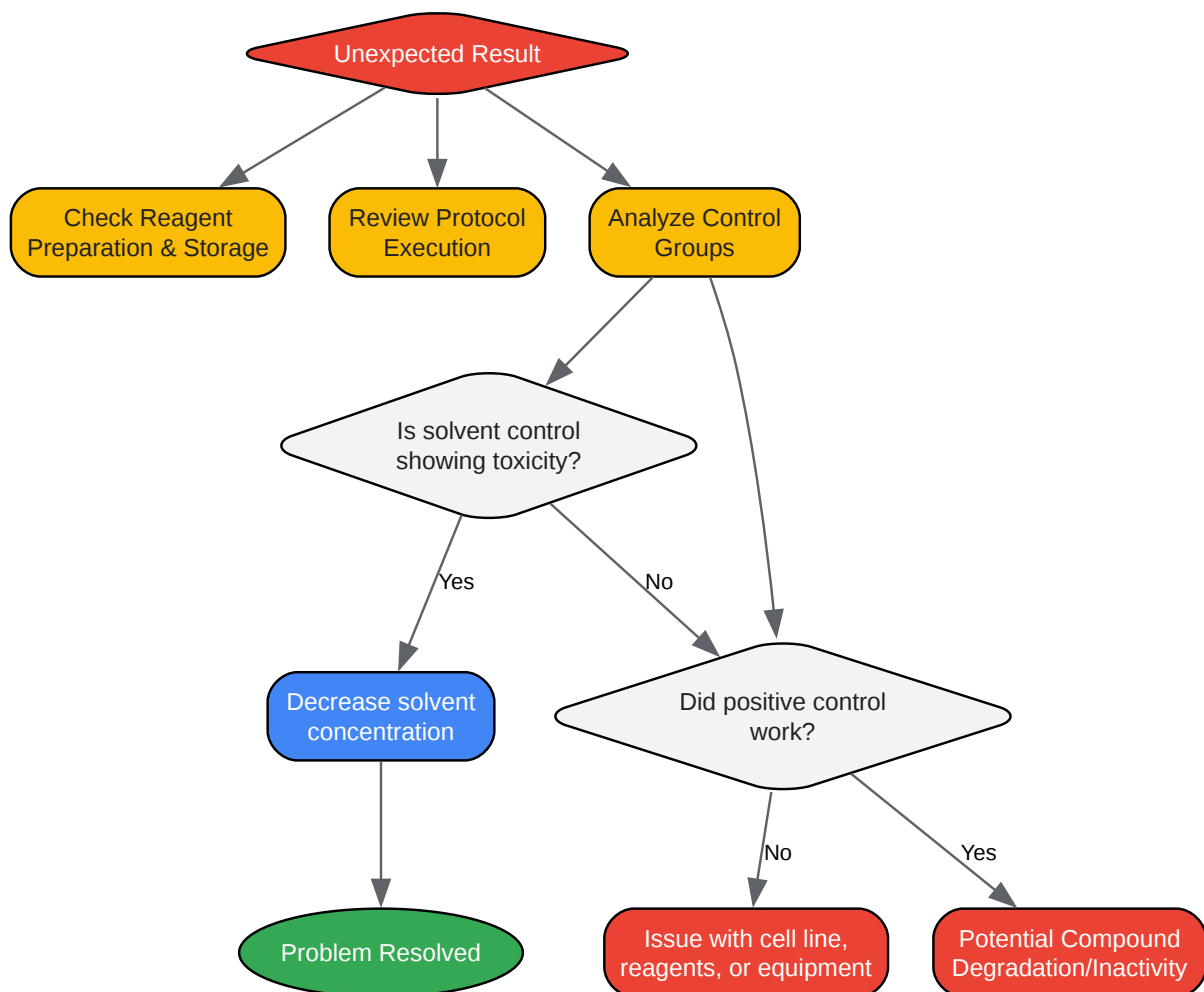 Unexpected Result
Check Reagent
Preparation & Storage
Review Protocol
Execution
Analyze Control
Groups
Is solvent control
showing toxicity?
Yes
No
Decrease solvent
concentration
Did positive control
work?
No
Yes
Problem Resolved
Issue with cell line,
reagents, or equipment
Potential Compound
Degradation/Inactivity